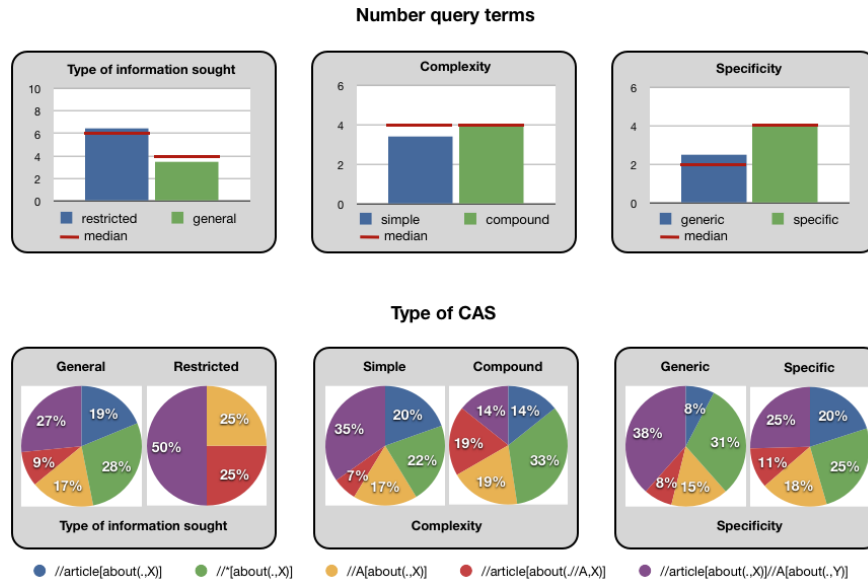 Number query terms
Type of information sought
10
8
6
4
2
0
restricted
general
median
Complexity
6
4
2
0
simple
compound
median
Specificity
6
4
2
0
generic
specific
median
Type of CAS
General
Restricted
19%
28%
17%
9%
27%
25%
25%
50%
Type of information sought
Simple
Compound
20%
22%
17%
7%
35%
14%
33%
19%
19%
14%
Complexity
Generic
Specific
8%
31%
15%
8%
38%
20%
25%
18%
11%
25%
Specificity
//article[about(.,X)]
//*[about(.,X)]
//A[about(.,X)]
//article[about(.//A,X)]
//article[about(.,X)]//A[about(.,Y)]